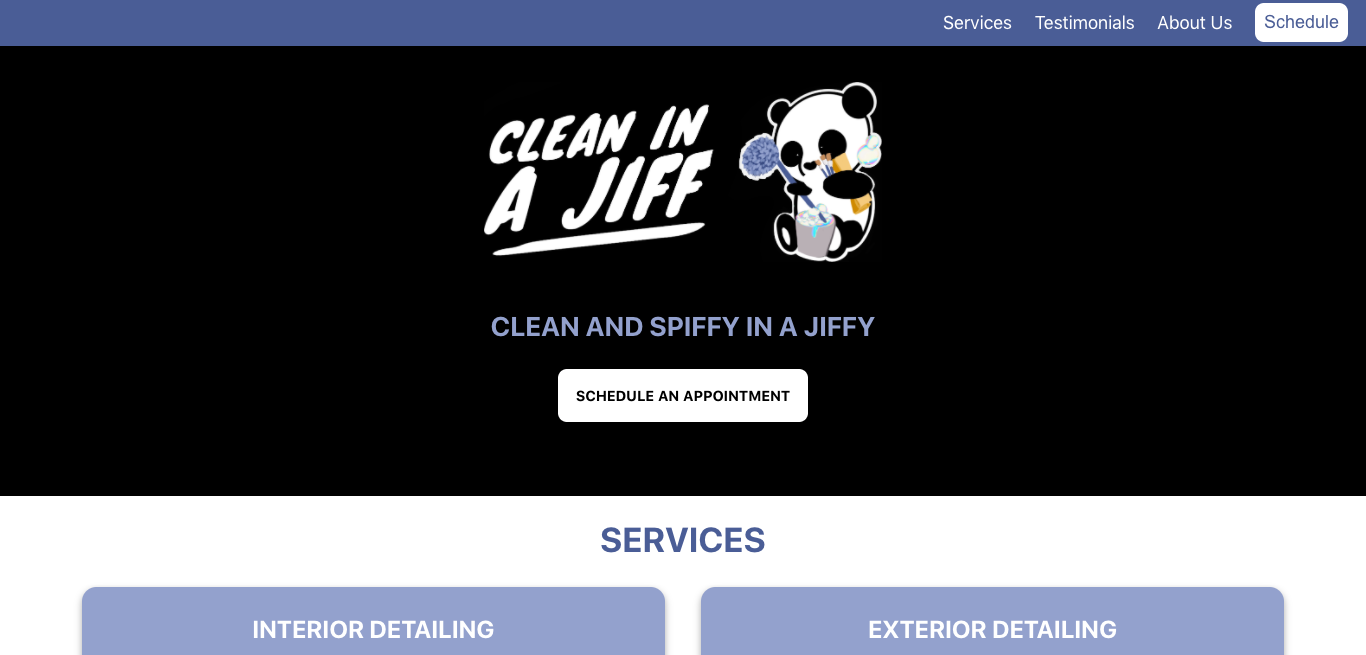 Services Testimonials About Us Schedule
CLEAN IN
A JIFF
CLEAN AND SPIFFY IN A JIFFY
SCHEDULE AN APPOINTMENT
SERVICES
INTERIOR DETAILING
EXTERIOR DETAILING